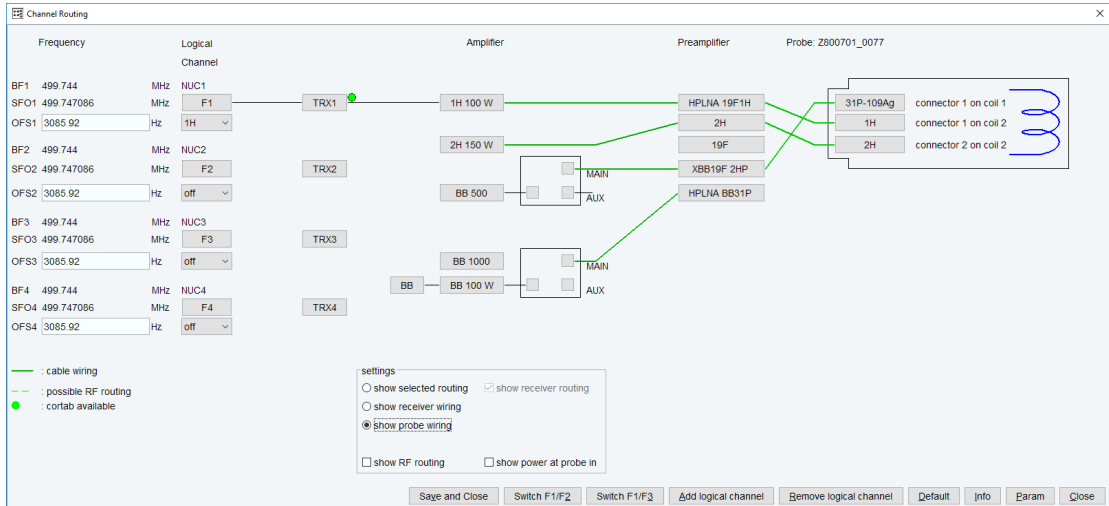 Channel Routing
Frequency Logical Channel Amplifier Preamplifier Probe: Z800701_0077
BF1 499.744 MHz NUC1
SFO1 499.747086 MHz F1 TRX1 1H 100 W HPLNA 19F1H 31P-109Ag connector 1 on coil 1
OFS1 3085.92 Hz 1H 2H 1H connector 1 on coil 2
BF2 499.744 MHz NUC2 2H 150 W 19F 2H connector 2 on coil 2
SFO2 499.747086 MHz F2 TRX2 MAIN XBB19F 2HP
OFS2 3085.92 Hz off BB 500 AUX HPLNA BB31P
BF3 499.744 MHz NUC3
SFO3 499.747086 MHz F3 TRX3
OFS3 3085.92 Hz off BB 1000 MAIN
BF4 499.744 MHz NUC4 BB BB 100 W AUX
SFO4 499.747086 MHz F4 TRX4
OFS4 3085.92 Hz off
: cable wiring
: possible RF routing
: cortab available
settings
show selected routing show receiver routing
show receiver wiring
show probe wiring
show RF routing show power at probe in
Save and Close Switch F1/F2 Switch F1/F3 Add logical channel Remove logical channel Default Info Param Close